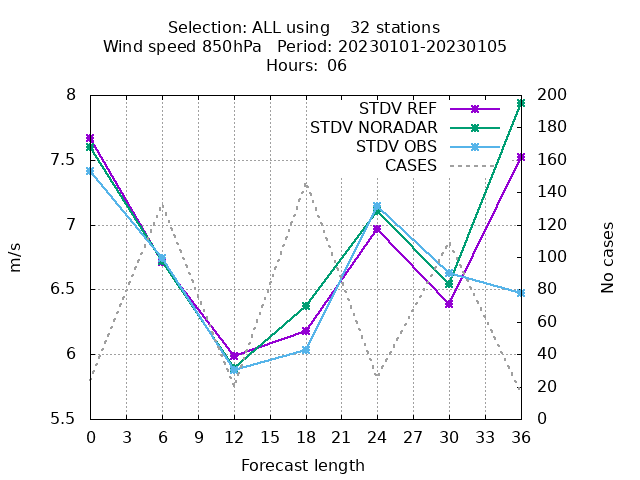 Selection: ALL using    32 stations
Wind speed 850hPa   Period: 20230101-20230105
Hours: 06
STDV REF
STDV NORADAR
STDV OBS
CASES
8
7.5
7
6.5
6
5.5
200
180
160
140
120
100
80
60
40
20
0
m/s
No cases
0 3 6 9 12 15 18 21 24 27 30 33 36
Forecast length